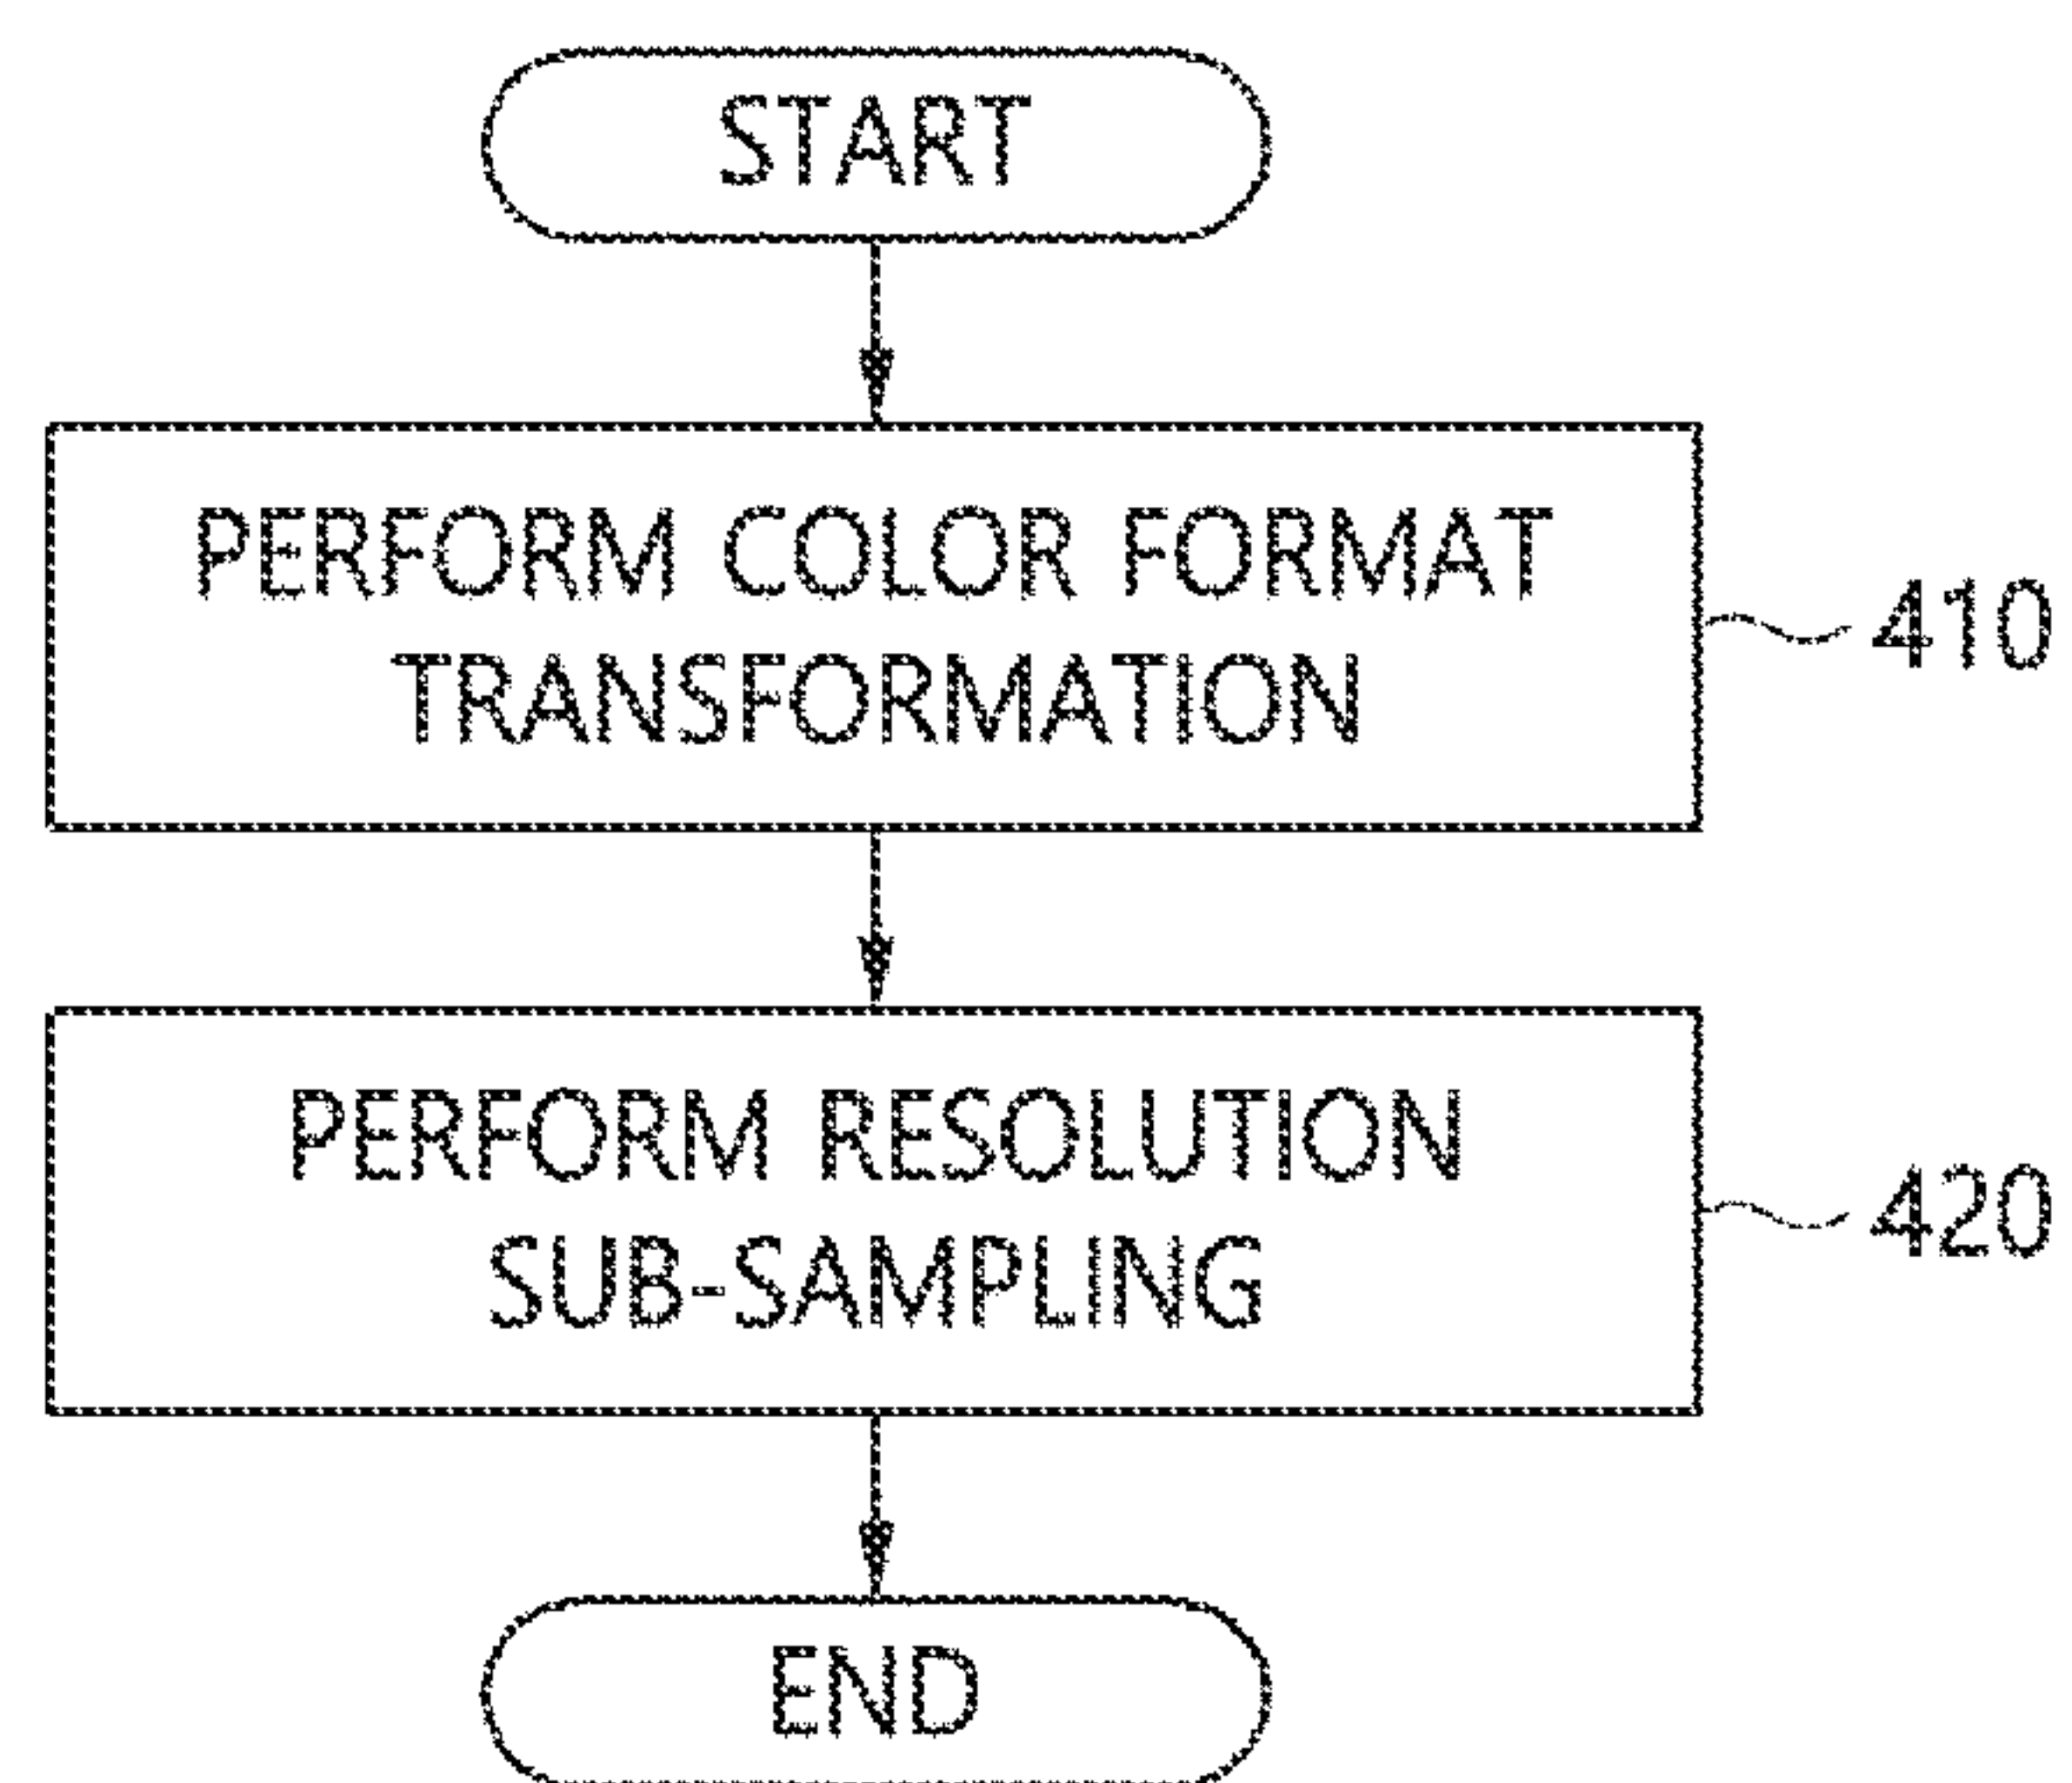 START
PERFORM COLOR FORMAT
TRANSFORMATION
410
PERFORM RESOLUTION
SUB-SAMPLING
420
END